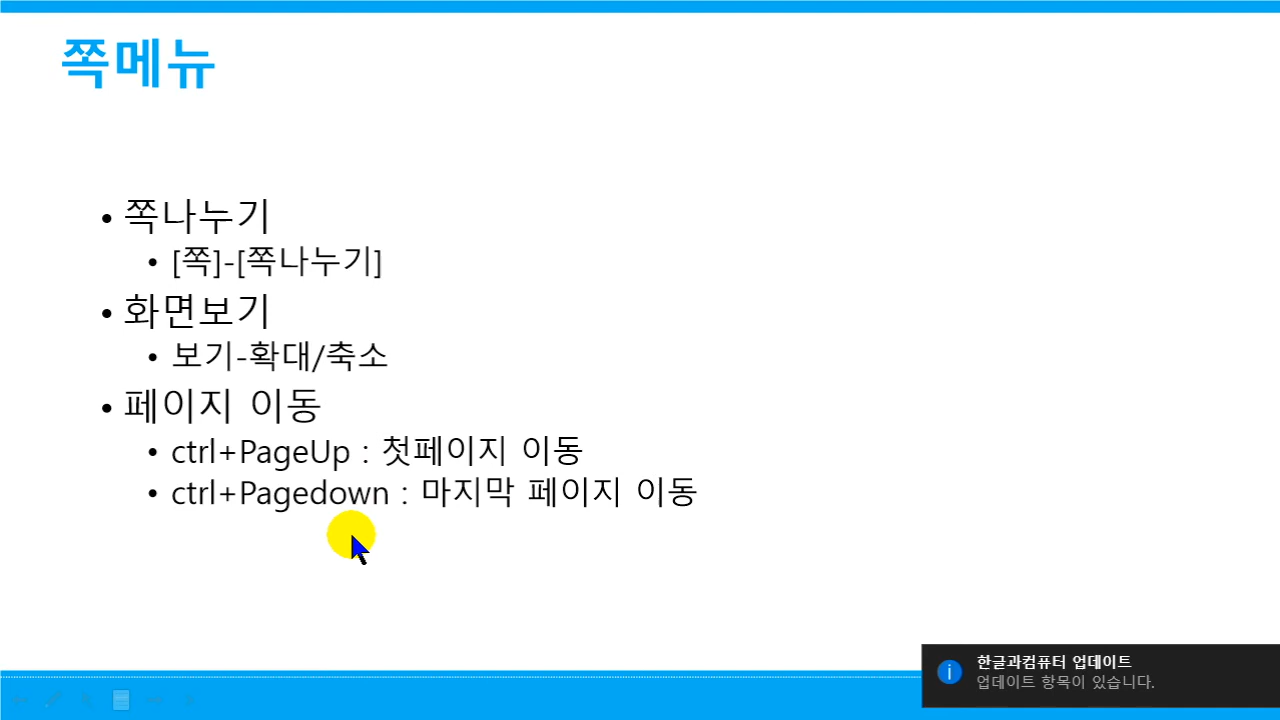 쪽메뉴
• 쪽나누기
• [쪽]-[쪽나누기]
• 화면보기
• 보기-확대/축소
• 페이지 이동
• ctrl+PageUp : 첫페이지 이동
• ctrl+Pagedown : 마지막 페이지 이동
한글과컴퓨터 업데이트
업데이트 항목이 있습니다.